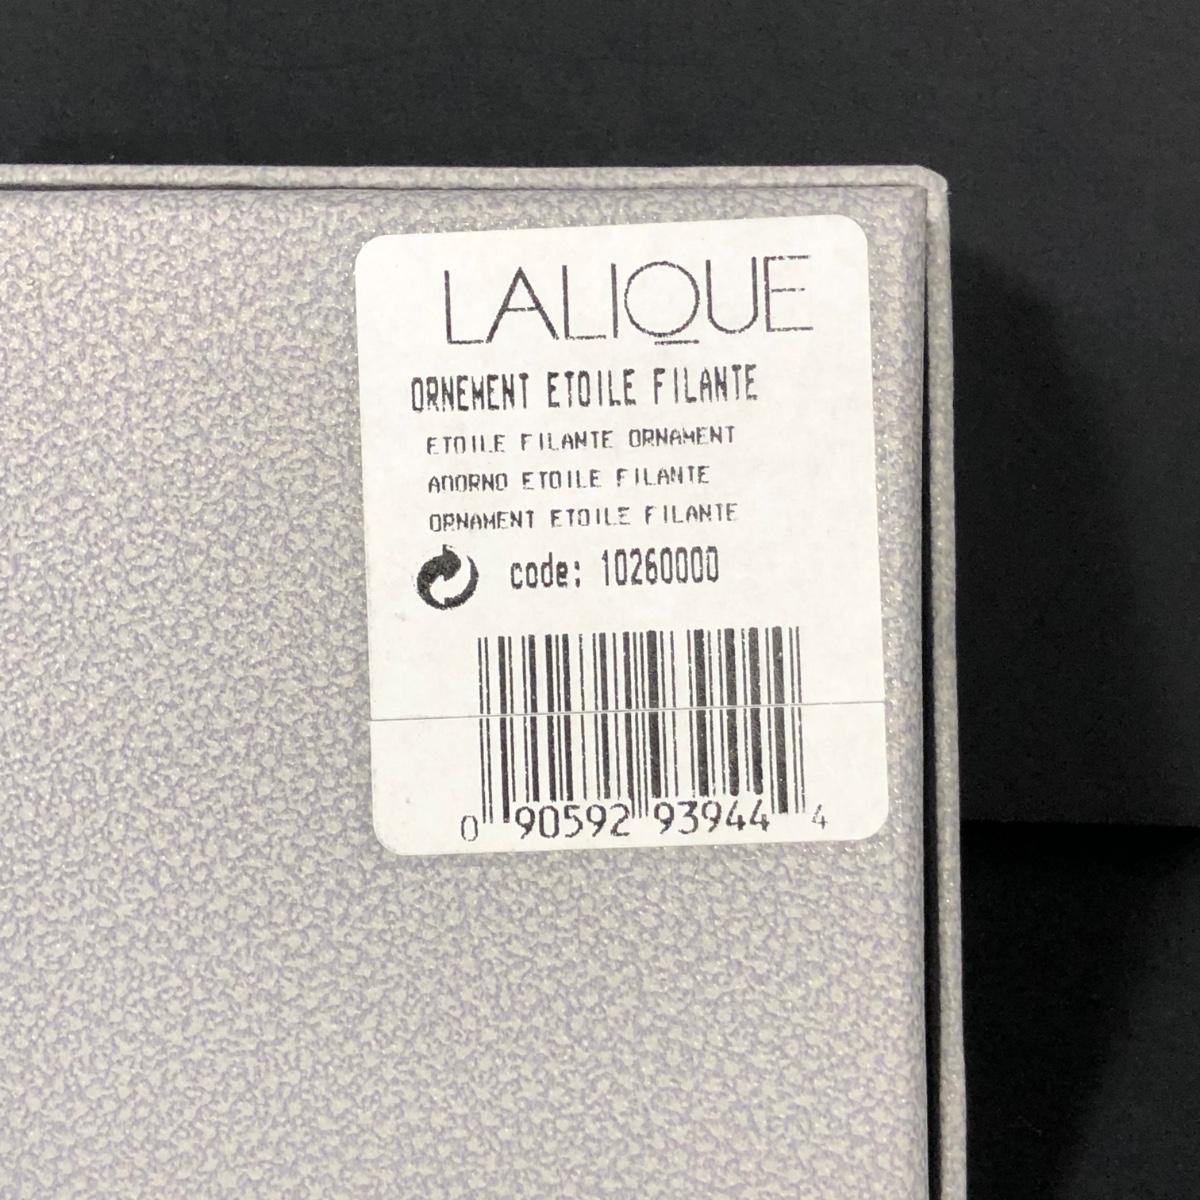 LALIQUE
ORNEMENT ETOILE FILANTE
ETOILE FILANTE ORNAMENT
ADORNO ETOILE FILANTE
ORNAMENT ETOILE FILANTE
code: 10260000
0 90592 93944 4